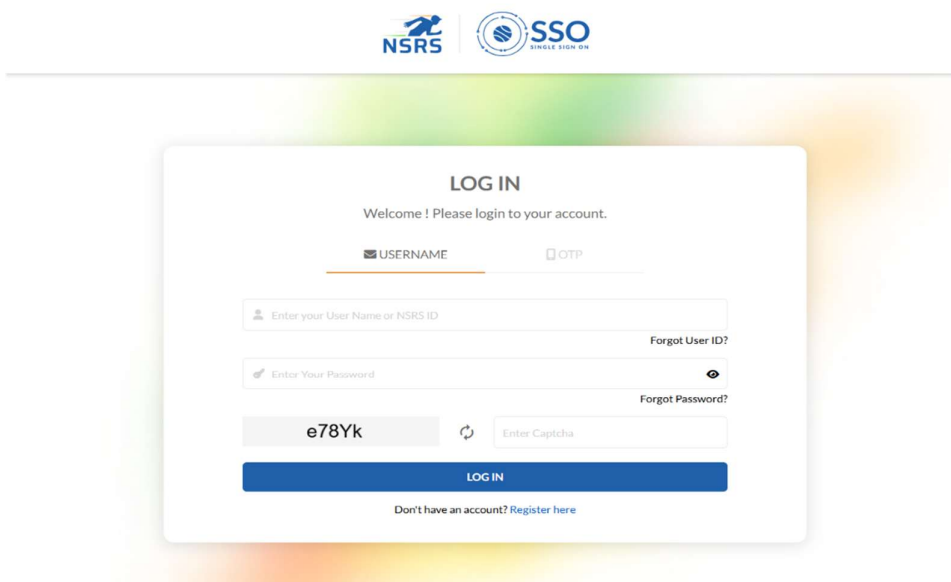 NSRS
SSO
SINGLE SIGN ON
LOG IN
Welcome ! Please login to your account.
USERNAME
OTP
Enter your User Name or NSRS ID
Forgot User ID?
Enter Your Password
Forgot Password?
e78Yk
Enter Captcha
LOG IN
Don't have an account? Register here